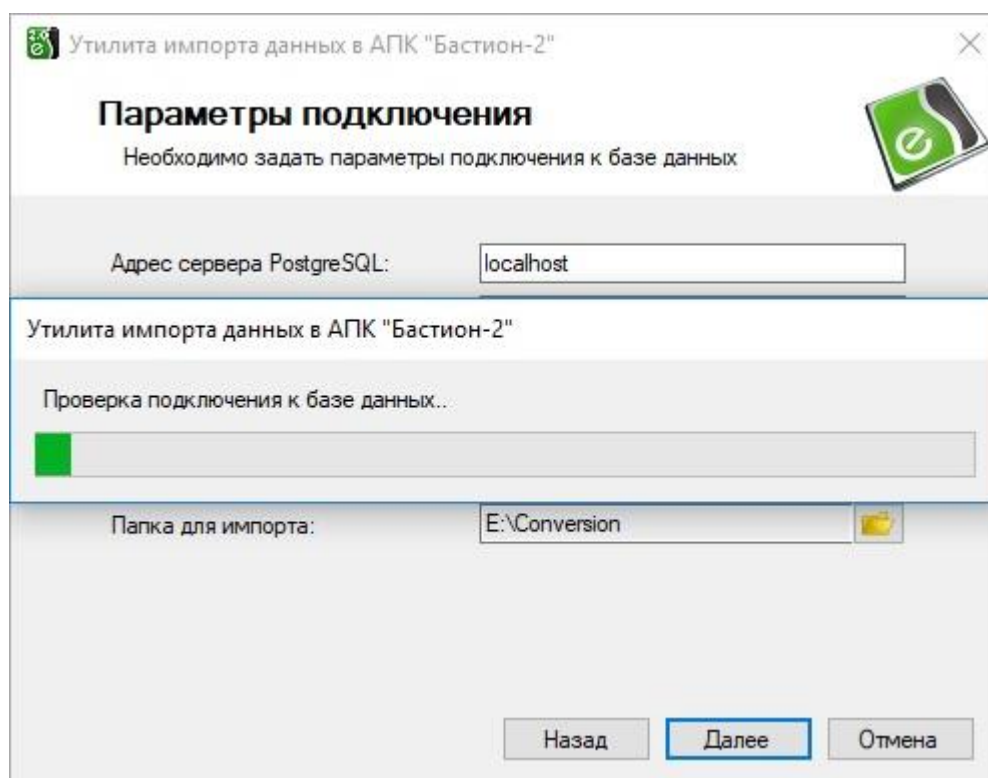 Утилита импорта данных в АПК "Бастион-2"
Параметры подключения
Необходимо задать параметры подключения к базе данных
Адрес сервера PostgreSQL:
localhost
Утилита импорта данных в АПК "Бастион-2"
Проверка подключения к базе данных..
Папка для импорта:
E:\Conversion
Назад
Далее
Отмена